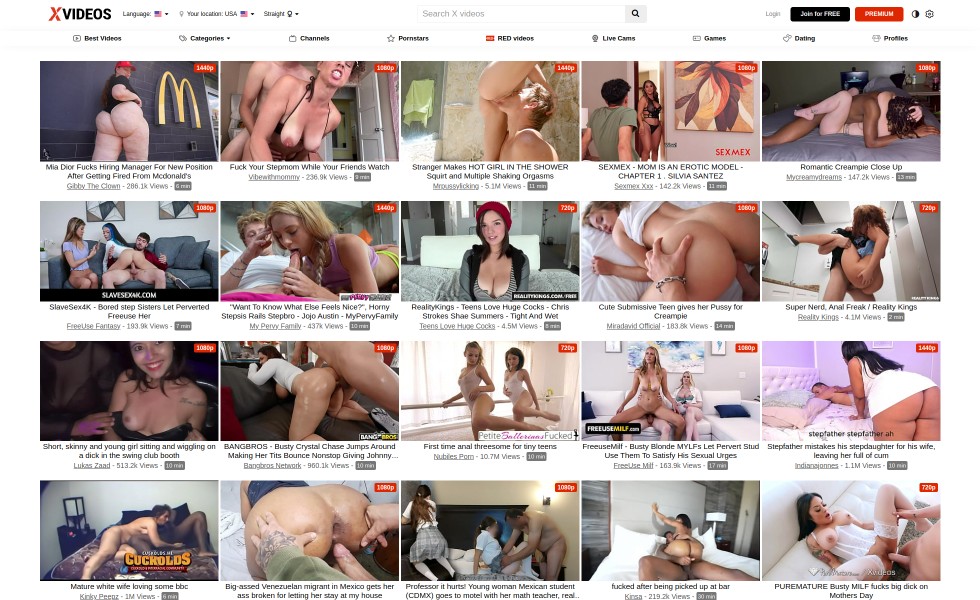 XVIDEOS Language: Your location: USA Straight Search X videos Login Join for FREE PREMIUM
Best Videos Categories Channels Pornstars RED videos Live Cams Games Dating Profiles
1440p 1080p 1440p 1080p 1080p
SEXMEX
Mia Dior Fucks Hiring Manager For New Position
After Getting Fired From Mcdonald's
Gibby The Clown - 286.1k Views - 6 min
Fuck Your Stepmom While Your Friends Watch
Vibewithmommy - 236.9k Views - 9 min
Stranger Makes HOT GIRL IN THE SHOWER
Squirt and Multiple Shaking Orgasms
Mrpussylicking - 5.1M Views - 11 min
SEXMEX - MOM IS AN EROTIC MODEL -
CHAPTER 1 . SILVIA SANTEZ
Sexmex Xxx - 142.2k Views - 11 min
Romantic Creampie Close Up
Mycreamydreams - 147.2k Views - 13 min
1080p 1440p 720p 1080p 720p
SLAVESEX4K.COM
REALITYKINGS.COM/FREE
SlaveSex4K - Bored step Sisters Let Perverted
Freeuse Her
FreeUse Fantasy - 193.9k Views - 7 min
"Want To Know What Else Feels Nice?", Horny
Stepsis Rails Stepbro - Jojo Austin - MyPervyFamily
My Pervy Family - 437k Views - 10 min
RealityKings - Teens Love Huge Cocks - Chris
Strokes Shae Summers - Tight And Wet
Teens Love Huge Cocks - 4.5M Views - 8 min
Cute Submissive Teen gives her Pussy for
Creampie
Miradavid Official - 183.8k Views - 14 min
Super Nerd, Anal Freak / Reality Kings
Reality Kings - 4.1M Views - 2 min
1080p 1080p 720p 1080p 1440p
BANGBROS
PetiteBallerinasFucked
FREEUSEMILF.com
stepfather stepfather ah
Short, skinny and young girl sitting and wiggling on
a dick in the swing club booth
Lukas Zaad - 513.2k Views - 10 min
BANGBROS - Busty Crystal Chase Jumps Around
Making Her Tits Bounce Nonstop Giving Johnny...
Bangbros Network - 960.1k Views - 10 min
First time anal threesome for tiny teens
Nubiles Porn - 10.7M Views - 10 min
FreeuseMilf - Busty Blonde MYLFs Let Pervert Stud
Use Them To Satisfy His Sexual Urges
FreeUse Milf - 163.9k Views - 17 min
Stepfather mistakes his stepdaughter for his wife,
leaving her full of cum
Indianajonnes - 1.1M Views - 10 min
1080p 1080p 720p
CUCKOLDS.ME
CUCKOLDS
Mature white wife loving some bbc
Kinky Peepz - 1M Views - 6 min
Big-assed Venezuelan migrant in Mexico gets her
ass broken for letting her stay at my house
Professor it hurts! Young woman Mexican student
(CDMX) goes to motel with her math teacher, real..
fucked after being picked up at bar
Kinsa - 219.2k Views - 30 min
PUREMATURE Busty MILF fucks big dick on
Mothers Day